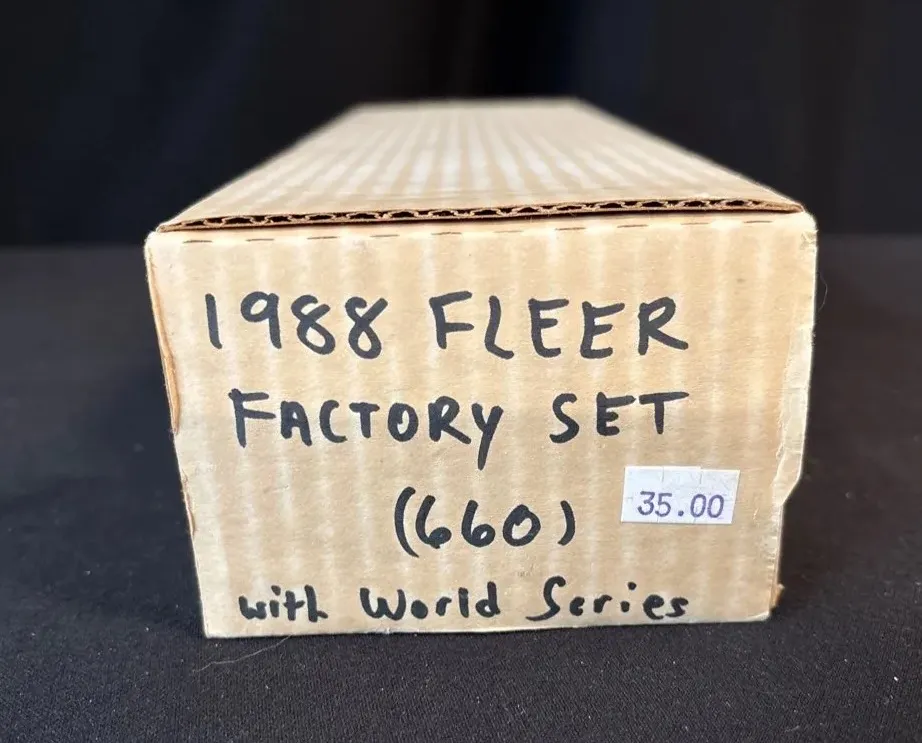 1988 FLEER
FACTORY SET
(660)
35.00
with World Series